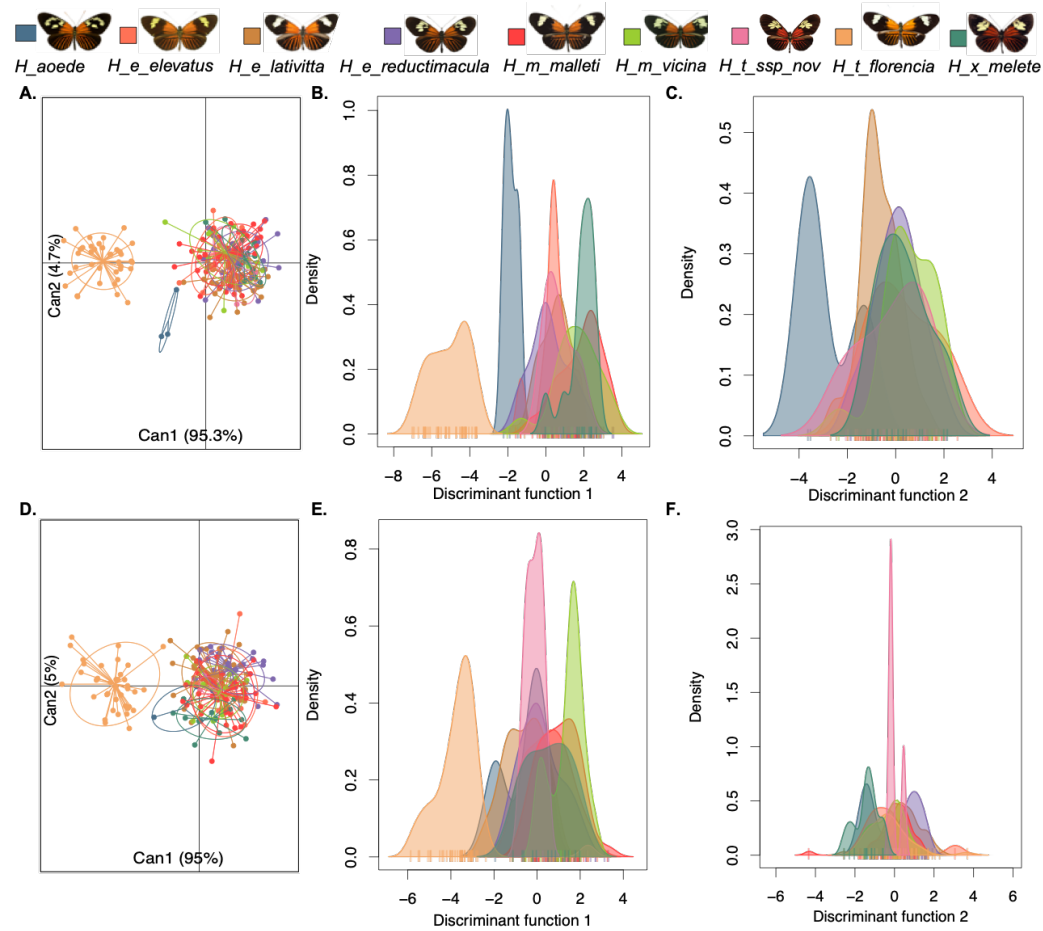 H_aoede H_e_elevatus H_e_lativitta H_e_reductimacula H_m_malleti H_m_vicina H_t_ssp_nov H_t_florencia H_x_melete
A. B. C.
Can2 (4.7%)
Can1 (95.3%)
Density
0.0 0.2 0.4 0.6 0.8 1.0
−8 −6 −4 −2 0 2 4
Discriminant function 1
Density
0.0 0.1 0.2 0.3 0.4 0.5
−4 −2 0 2 4
Discriminant function 2
D. E. F.
Can2 (5%)
Can1 (95%)
Density
0.0 0.2 0.4 0.6 0.8
−6 −4 −2 0 2 4
Discriminant function 1
Density
0.0 0.5 1.0 1.5 2.0 2.5 3.0
−6 −4 −2 0 2 4 6
Discriminant function 2